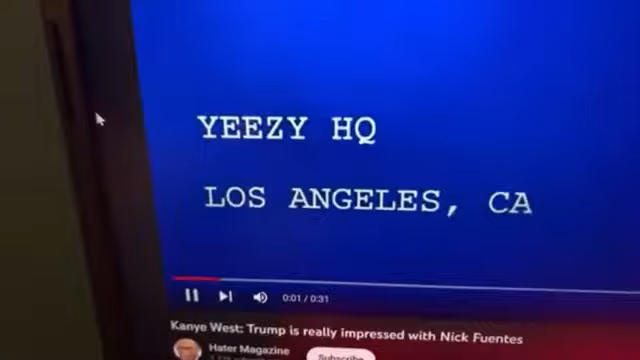 YEEZY HQ
LOS ANGELES, CA
0:01 / 0:31
Kanye West: Trump is really impressed with Nick Fuentes
Hater Magazine
Subscribe